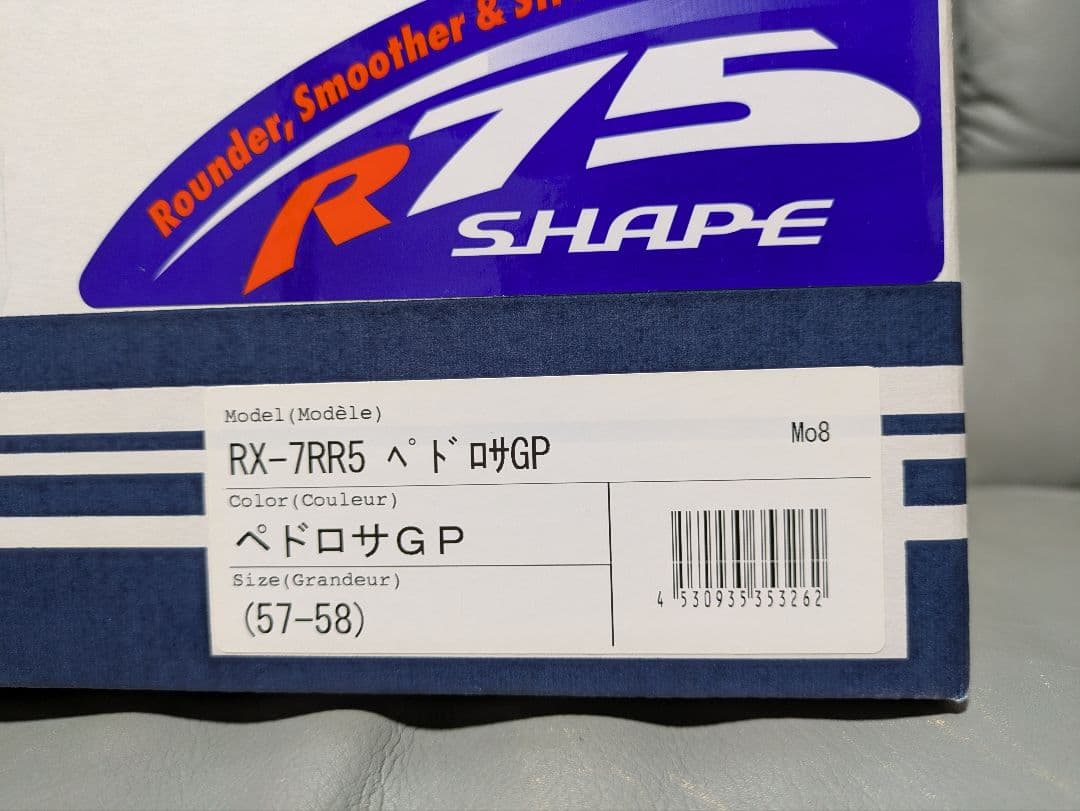 Rounder, Smoother &
R75
SHAPE
Model(Modèle)
RX-7RR5 ﾍﾟﾄﾞﾛｻGP
Mo8
Color(Couleur)
ペドロサＧＰ
Size(Grandeur)
(57-58)
4 530935 353262